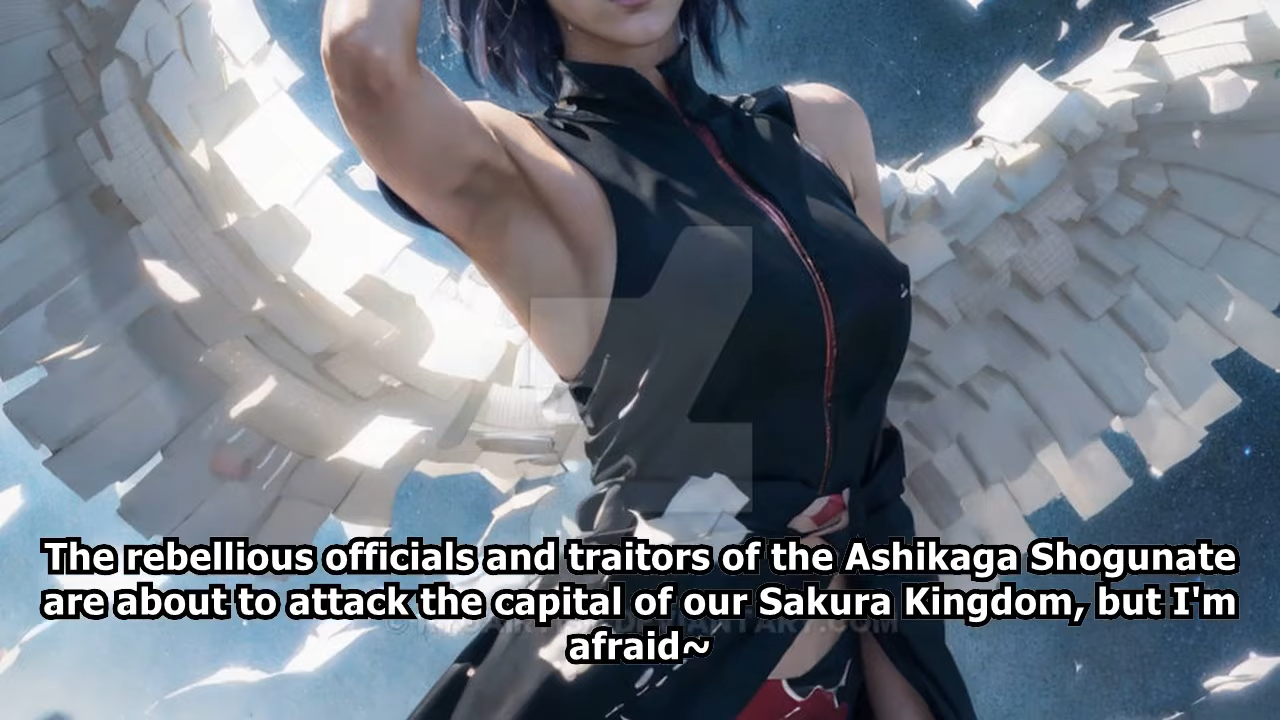 The rebellious officials and traitors of the Ashikaga Shogunate
are about to attack the capital of our Sakura Kingdom, but I'm
afraid~